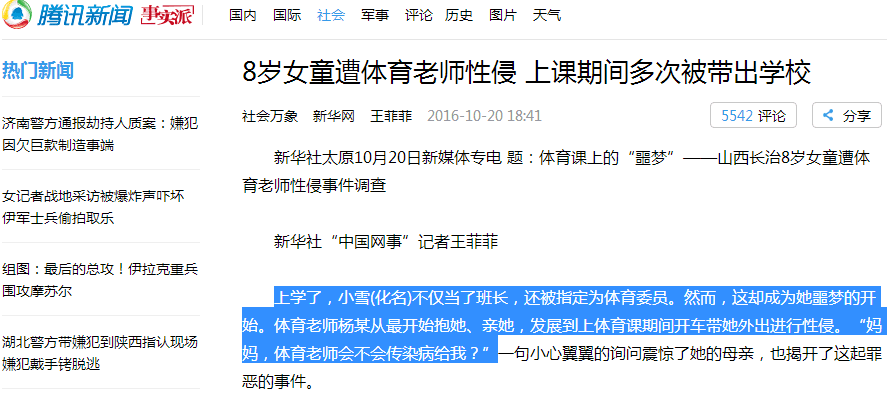 腾讯新闻 事实派 国内 国际 社会 军事 评论 历史 图片 天气
热门新闻
济南警方通报劫持人质案：嫌犯
因欠巨款制造事端
女记者战地采访被爆炸声吓坏
伊军士兵偷拍取乐
组图：最后的总攻！伊拉克重兵
围攻摩苏尔
湖北警方带嫌犯到陕西指认现场
嫌犯戴手铐脱逃
8岁女童遭体育老师性侵 上课期间多次被带出学校
社会万象 新华网 王菲菲 2016-10-20 18:41 5542 评论 分享
新华社太原10月20日新媒体专电 题：体育课上的“噩梦”——山西长治8岁女童遭体
育老师性侵事件调查
新华社“中国网事”记者王菲菲
上学了，小雪(化名)不仅当了班长，还被指定为体育委员。然而，这却成为她噩梦的开
始。体育老师杨某从最开始抱她、亲她，发展到上体育课期间开车带她外出进行性侵。“妈
妈，体育老师会不会传染病给我？”一句小心翼翼的询问震惊了她的母亲，也揭开了这起罪
恶的事件。